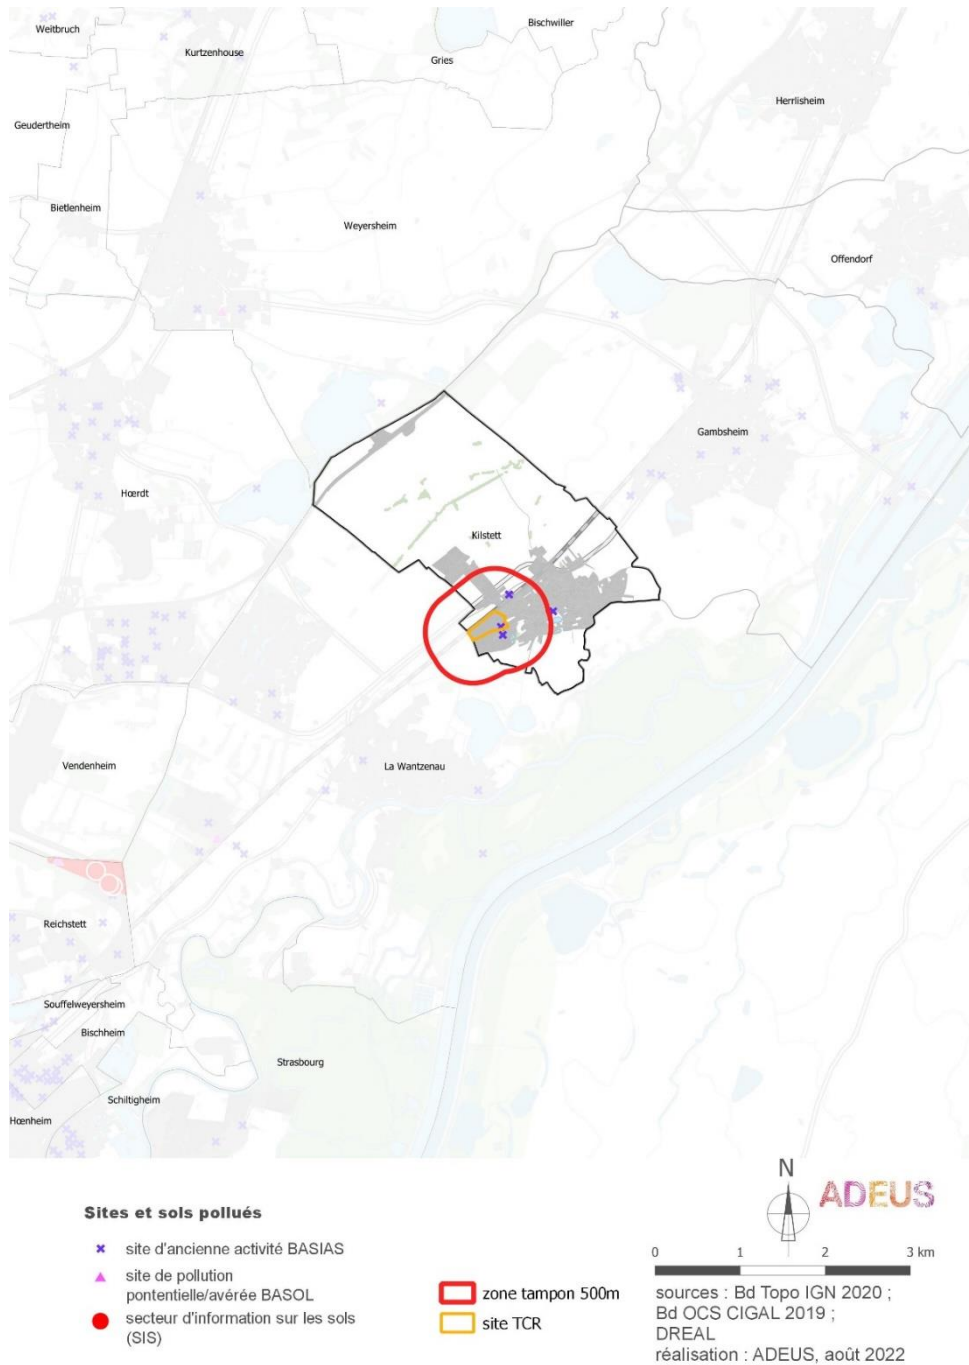 Weitbruch
Bischwiller
Kurtzenhouse
Gries
Herrlisheim
Geudertheim
Bietlenheim
Weyersheim
Offendorf
Gambsheim
Hœrdt
Kilstett
Vendenheim
La Wantzenau
Reichstett
Souffelweyersheim
Bischheim
Strasbourg
Schiltigheim
Hœnheim
N
ADEUS
Sites et sols pollués
site d'ancienne activité BASIAS
site de pollution
pontentielle/avérée BASOL
secteur d'information sur les sols
(SIS)
zone tampon 500m
site TCR
0 1 2 3 km
sources : Bd Topo IGN 2020 ;
Bd OCS CIGAL 2019 ;
DREAL
réalisation : ADEUS, août 2022